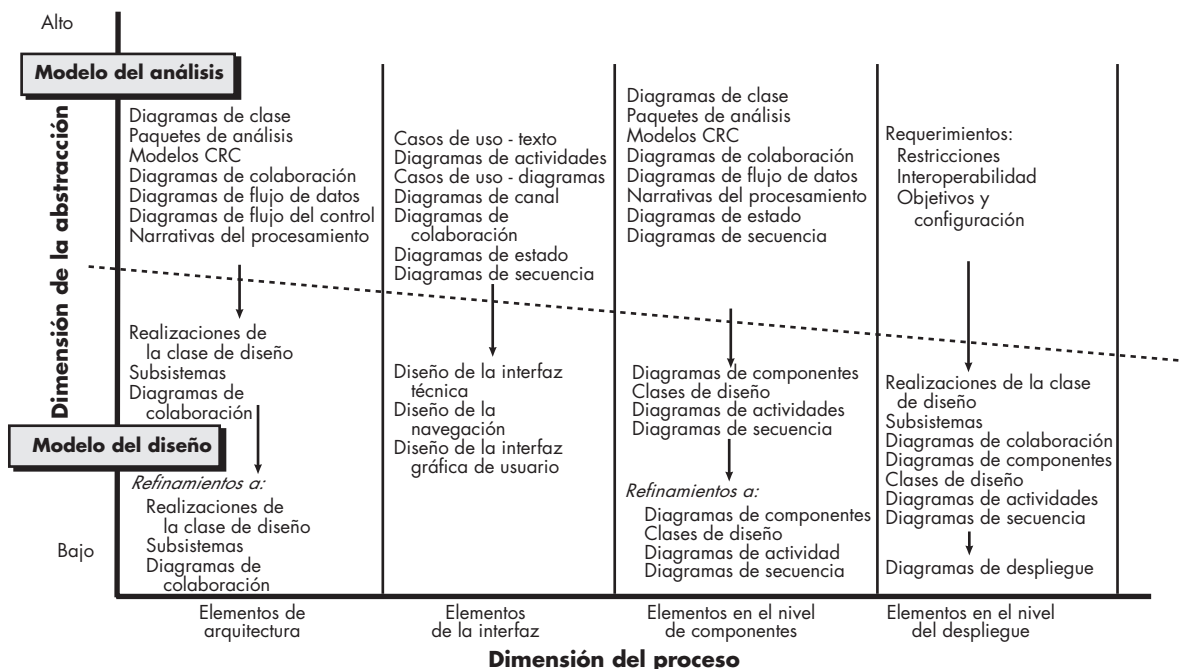 Alto
Modelo del análisis
Dimensión de la abstracción
Diagramas de clase
Paquetes de análisis
Modelos CRC
Diagramas de colaboración
Diagramas de flujo de datos
Diagramas de flujo del control
Narrativas del procesamiento
Realizaciones de
la clase de diseño
Subsistemas
Diagramas de
colaboración
Modelo del diseño
Refinamientos a:
Realizaciones de
la clase de diseño
Subsistemas
Diagramas de
colaboración
Bajo
Casos de uso - texto
Diagramas de actividades
Casos de uso - diagramas
Diagramas de canal
Diagramas de
colaboración
Diagramas de estado
Diagramas de secuencia
Diseño de la interfaz
técnica
Diseño de la
navegación
Diseño de la interfaz
gráfica de usuario
Diagramas de clase
Paquetes de análisis
Modelos CRC
Diagramas de colaboración
Diagramas de flujo de datos
Narrativas del procesamiento
Diagramas de estado
Diagramas de secuencia
Diagramas de componentes
Clases de diseño
Diagramas de actividades
Diagramas de secuencia
Refinamientos a:
Diagramas de componentes
Clases de diseño
Diagramas de actividad
Diagramas de secuencia
Requerimientos:
Restricciones
Interoperabilidad
Objetivos y
configuración
Realizaciones de la clase
de diseño
Subsistemas
Diagramas de colaboración
Diagramas de componentes
Clases de diseño
Diagramas de actividades
Diagramas de secuencia
Diagramas de despliegue
Elementos de
arquitectura
Elementos
de la interfaz
Elementos en el nivel
de componentes
Elementos en el nivel
del despliegue
Dimensión del proceso